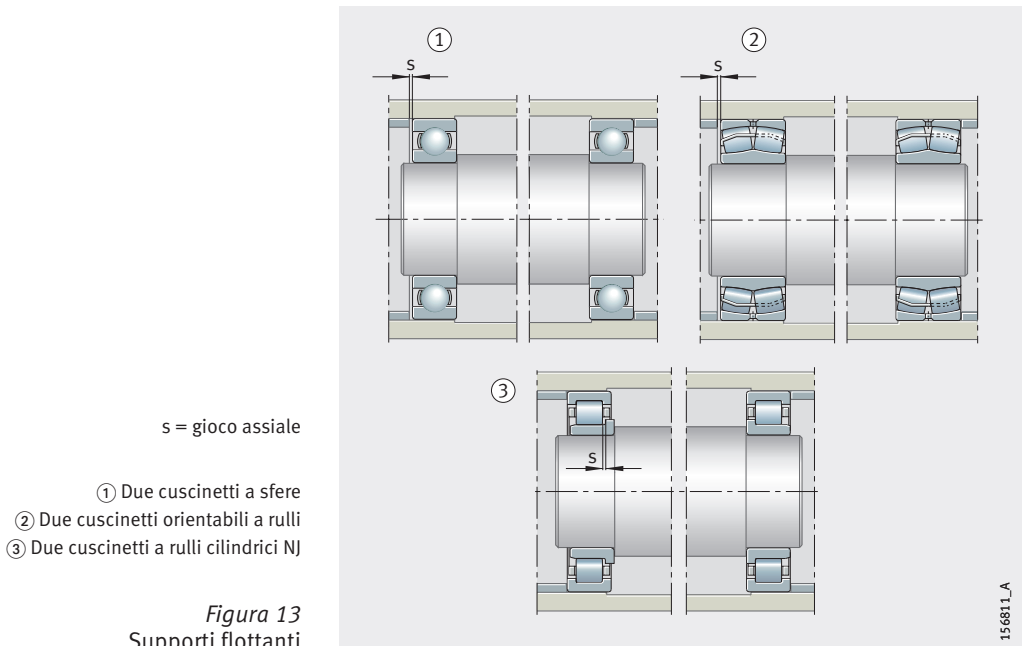 ①
②
s
s
③
s
s = gioco assiale
① Due cuscinetti a sfere
② Due cuscinetti orientabili a rulli
③ Due cuscinetti a rulli cilindrici NJ
Figura 13
Supporti flottanti
156811_A